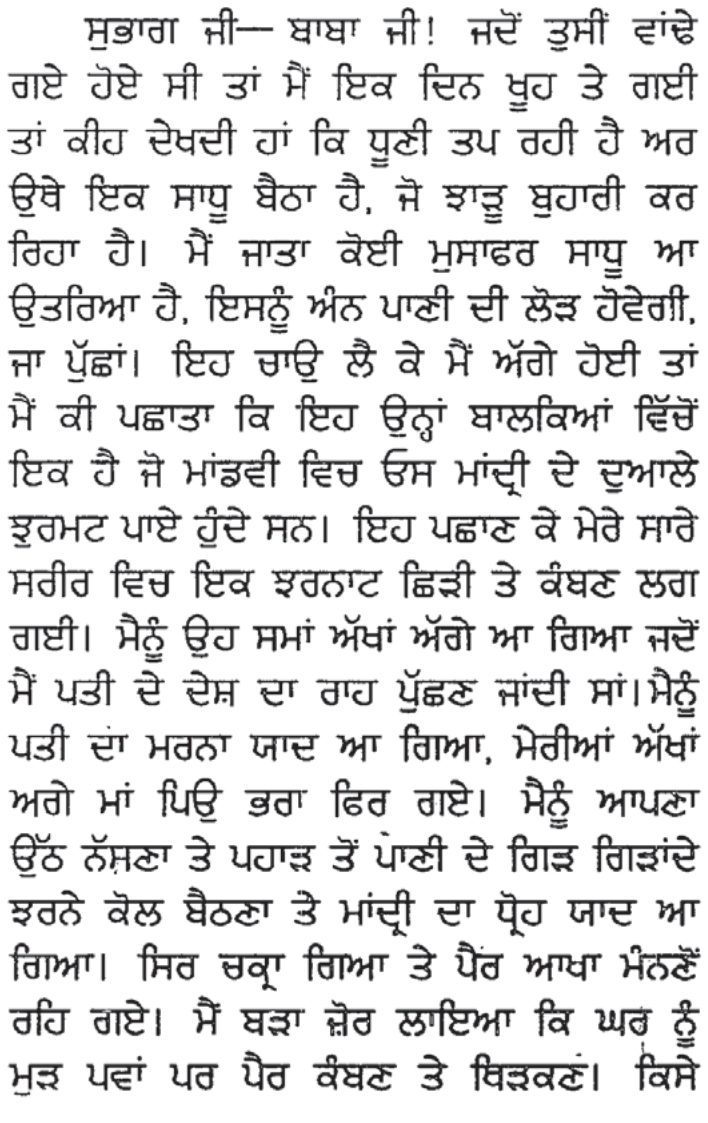 ਸੁਭਾਗ ਜੀ— ਬਾਬਾ ਜੀ! ਜਦੋਂ ਤੁਸੀਂ ਵਾਂਢੇ
ਗਏ ਹੋਏ ਸੀ ਤਾਂ ਮੈਂ ਇਕ ਦਿਨ ਖੂਹ ਤੇ ਗਈ
ਤਾਂ ਕੀਹ ਦੇਖਦੀ ਹਾਂ ਕਿ ਧੂਣੀ ਤਪ ਰਹੀ ਹੈ ਅਰ
ਉਥੇ ਇਕ ਸਾਧੂ ਬੈਠਾ ਹੈ, ਜੋ ਝਾੜੂ ਬੁਹਾਰੀ ਕਰ
ਰਿਹਾ ਹੈ। ਮੈਂ ਜਾਤਾ ਕੋਈ ਮੁਸਾਫਰ ਸਾਧੂ ਆ
ਉਤਰਿਆ ਹੈ, ਇਸਨੂੰ ਅੰਨ ਪਾਣੀ ਦੀ ਲੋੜ ਹੋਵੇਗੀ,
ਜਾ ਪੁੱਛਾਂ। ਇਹ ਚਾਉ ਲੈ ਕੇ ਮੈਂ ਅੱਗੇ ਹੋਈ ਤਾਂ
ਮੈਂ ਕੀ ਪਛਾਤਾ ਕਿ ਇਹ ਉਨ੍ਹਾਂ ਬਾਲਕਿਆਂ ਵਿੱਚੋਂ
ਇਕ ਹੈ ਜੋ ਮਾਂਡਵੀ ਵਿਚ ਓਸ ਮਾਂਦ੍ਰੀ ਦੇ ਦੁਆਲੇ
ਝੁਰਮਟ ਪਾਏ ਹੁੰਦੇ ਸਨ। ਇਹ ਪਛਾਣ ਕੇ ਮੇਰੇ ਸਾਰੇ
ਸਰੀਰ ਵਿਚ ਇਕ ਝਰਨਾਟ ਛਿੜੀ ਤੇ ਕੰਬਣ ਲਗ
ਗਈ। ਮੈਨੂੰ ਉਹ ਸਮਾਂ ਅੱਖਾਂ ਅੱਗੇ ਆ ਗਿਆ ਜਦੋਂ
ਮੈਂ ਪਤੀ ਦੇ ਦੇਸ਼ ਦਾ ਰਾਹ ਪੁੱਛਣ ਜਾਂਦੀ ਸਾਂ।ਮੈਨੂੰ
ਪਤੀ ਦਾ ਮਰਨਾ ਯਾਦ ਆ ਗਿਆ, ਮੇਰੀਆਂ ਅੱਖਾਂ
ਅਗੇ ਮਾਂ ਪਿਉ ਭਰਾ ਫਿਰ ਗਏ। ਮੈਨੂੰ ਆਪਣਾ
ਉੱਠ ਨੱਸਣਾ ਤੇ ਪਹਾੜ ਤੋਂ ਪਾਣੀ ਦੇ ਗਿੜ ਗਿੜਾਂਦੇ
ਝਰਨੇ ਕੋਲ ਬੈਠਣਾ ਤੇ ਮਾਂਦ੍ਰੀ ਦਾ ਧ੍ਰੋਹ ਯਾਦ ਆ
ਗਿਆ। ਸਿਰ ਚਕ੍ਰਾ ਗਿਆ ਤੇ ਪੈਰ ਆਖਾ ਮੰਨਣੋਂ
ਰਹਿ ਗਏ। ਮੈਂ ਬੜਾ ਜ਼ੋਰ ਲਾਇਆ ਕਿ ਘਰ ਨੂੰ
ਮੁੜ ਪਵਾਂ ਪਰ ਪੈਰ ਕੰਬਣ ਤੇ ਥਿੜਕਣ। ਕਿਸੇ